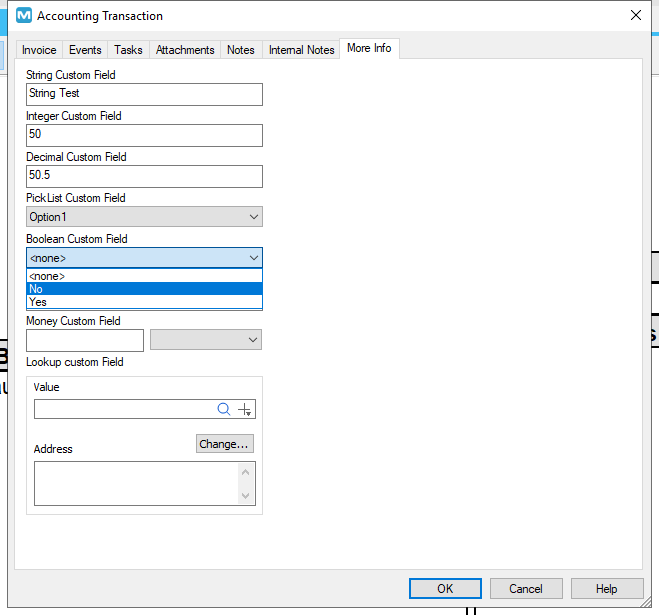 Accounting Transaction
Invoice Events Tasks Attachments Notes Internal Notes More Info
String Custom Field
String Test
Integer Custom Field
50
Decimal Custom Field
50.5
PickList Custom Field
Option1
Boolean Custom Field
<none>
<none>
No
Yes
Money Custom Field
Lookup custom Field
Value
Address Change...
OK Cancel Help